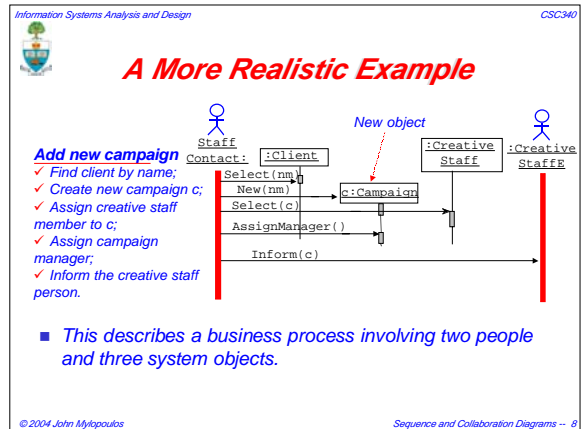 Information Systems Analysis and Design
CSC340
A More Realistic Example
New object
Staff
Contact:
:Client
:Creative
Staff
:Creative
StaffE
Add new campaign
✓ Find client by name;
✓ Create new campaign c;
✓ Assign creative staff
member to c;
✓ Assign campaign
manager;
✓ Inform the creative staff
person.
Select(nm)
New(nm)
c:Campaign
Select(c)
AssignManager()
Inform(c)
■ This describes a business process involving two people
and three system objects.
© 2004 John Mylopoulos
Sequence and Collaboration Diagrams -- 8